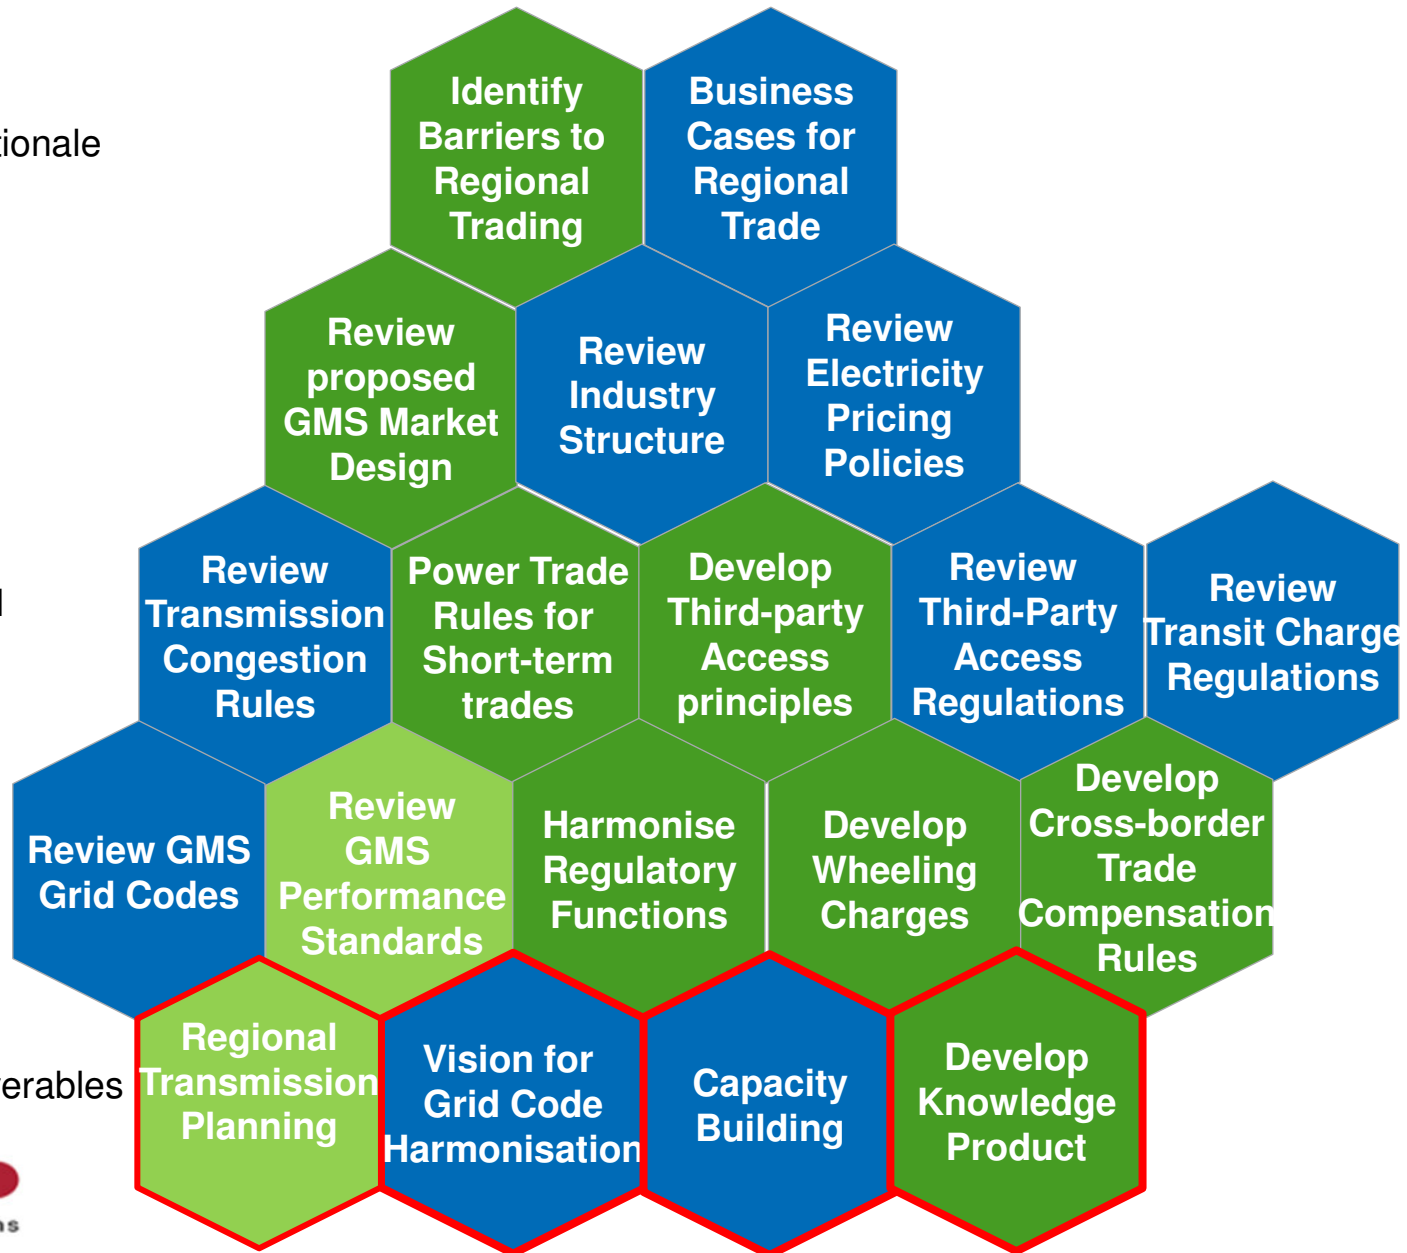 Identify
Barriers to
Regional
Trading
Business
Cases for
Regional
Trade
tionale
Review
proposed
GMS Market
Design
Review
Industry
Structure
Review
Electricity
Pricing
Policies
Review
Transmission
Congestion
Rules
Power Trade
Rules for
Short-term
trades
Develop
Third-party
Access
principles
Review
Third-Party
Access
Regulations
Review
Transit Charge
Regulations
Review GMS
Grid Codes
Review
GMS
Performance
Standards
Harmonise
Regulatory
Functions
Develop
Wheeling
Charges
Develop
Cross-border
Trade
Compensation
Rules
verables
Regional
Transmission
Planning
Vision for
Grid Code
Harmonisation
Capacity
Building
Develop
Knowledge
Product
ns